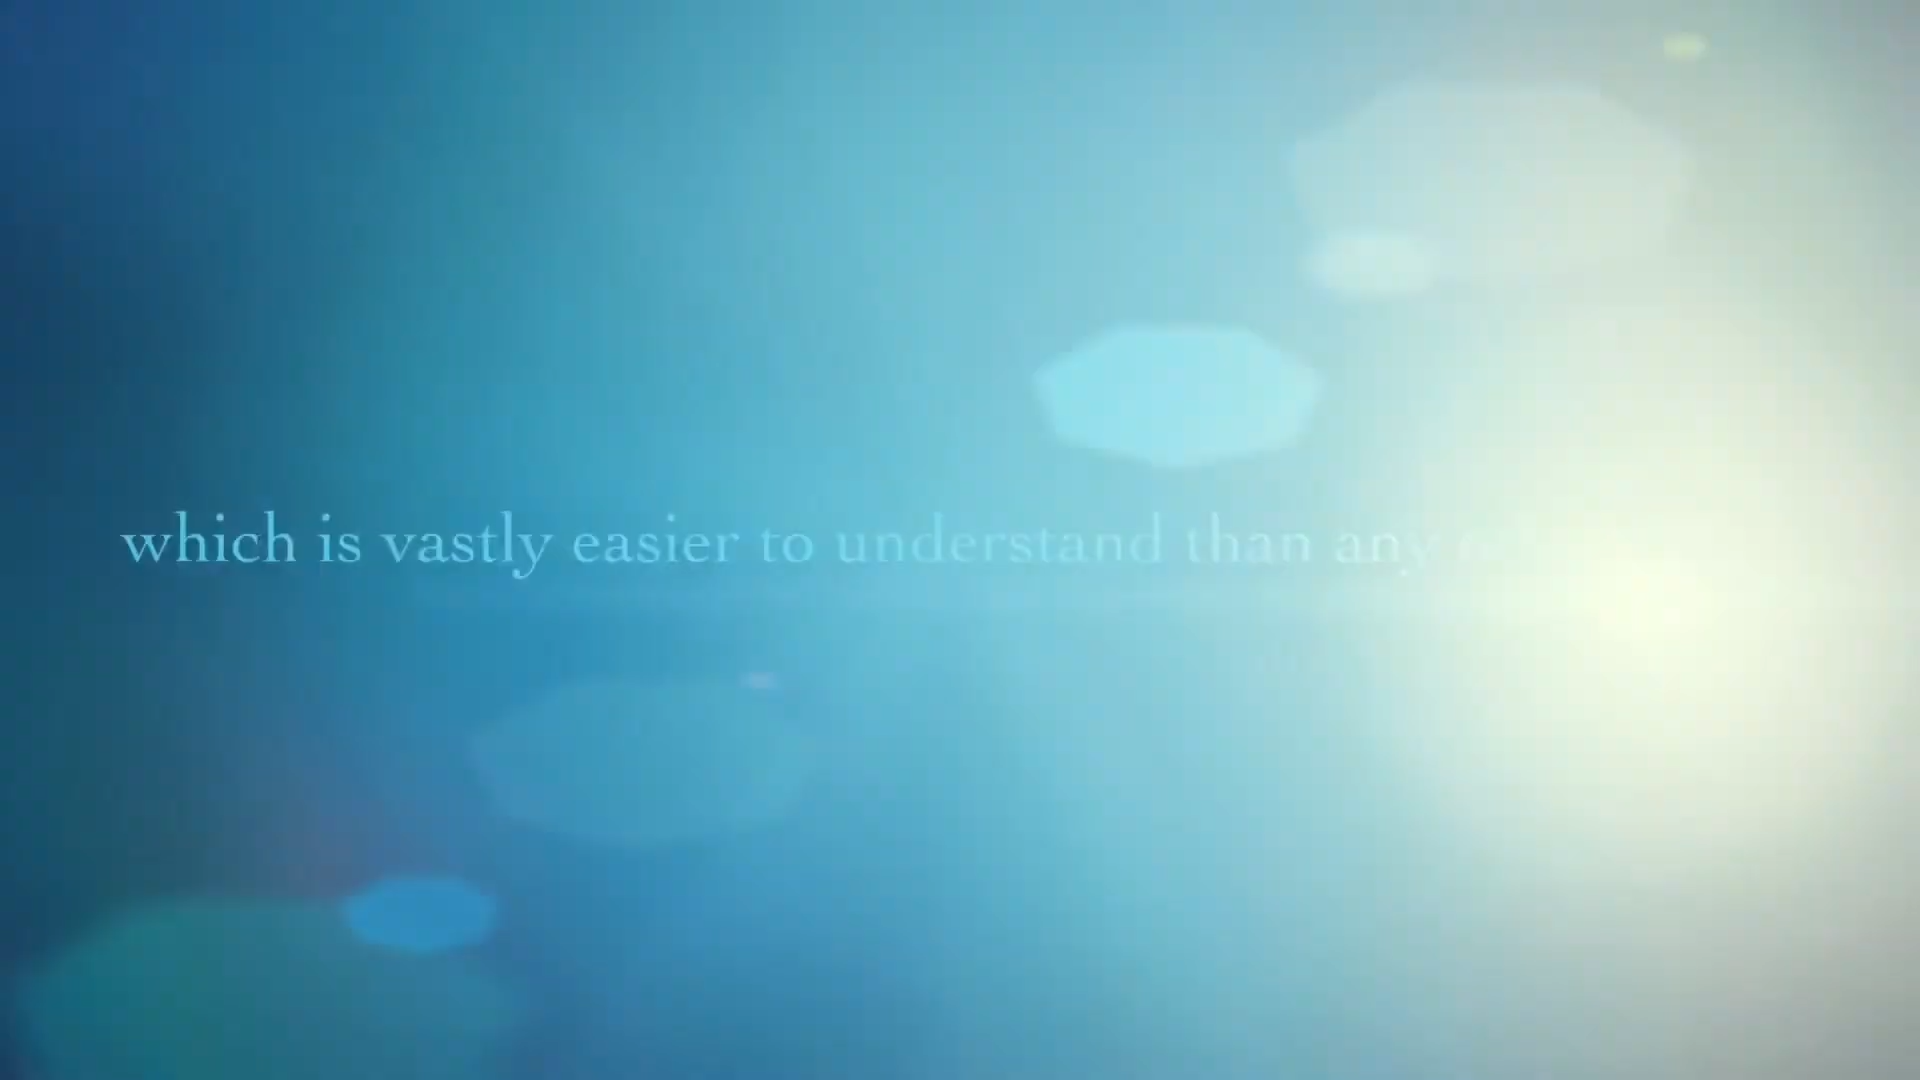 which is vastly easier to understand than any